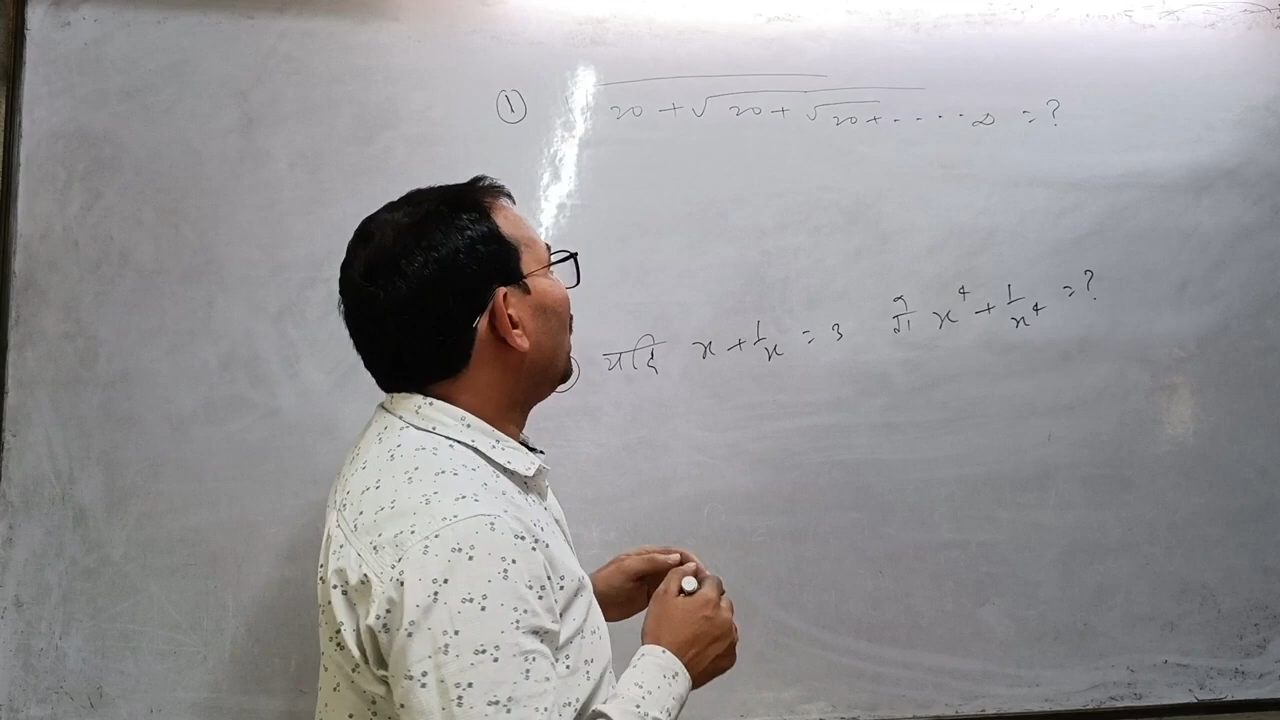 ① √20 + √20 + √20 + .... ∞ = ?
यदि x + 1/x = 3 तो x⁴ + 1/x⁴ = ?